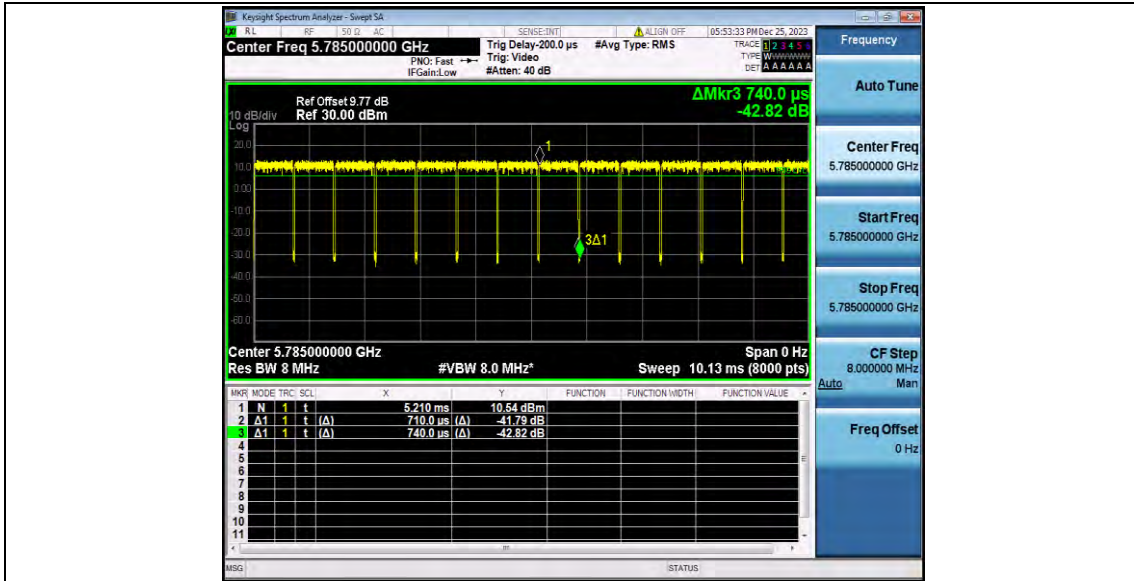 Keysight Spectrum Analyzer - Swept SA
RL RF 50 Ω AC SENSE:INT ALIGN OFF 05:53:33 PM Dec 25, 2023
Center Freq 5.785000000 GHz
PNO: Fast
IFGain:Low
Trig Delay-200.0 µs
Trig: Video
#Atten: 40 dB
#Avg Type: RMS
TRACE 1 2 3 4 5 6
TYPE W
DET A A A A A A
ΔMkr3 740.0 µs
-42.82 dB
Ref Offset 9.77 dB
10 dB/div Ref 30.00 dBm
Log
20.0
10.0
0.00
-10.0
-20.0
-30.0
-40.0
-50.0
-60.0
1
3Δ1
Center 5.785000000 GHz Span 0 Hz
Res BW 8 MHz #VBW 8.0 MHz* Sweep 10.13 ms (8000 pts)
MKR MODE TRC SCL X Y FUNCTION FUNCTION WIDTH FUNCTION VALUE
1 N 1 t 5.210 ms 10.54 dBm
2 Δ1 1 t (Δ) 710.0 µs (Δ) -41.79 dB
3 Δ1 1 t (Δ) 740.0 µs (Δ) -42.82 dB
4
5
6
7
8
9
10
11
MSG STATUS
Frequency
Auto Tune
Center Freq
5.785000000 GHz
Start Freq
5.785000000 GHz
Stop Freq
5.785000000 GHz
CF Step
8.000000 MHz
Auto Man
Freq Offset
0 Hz